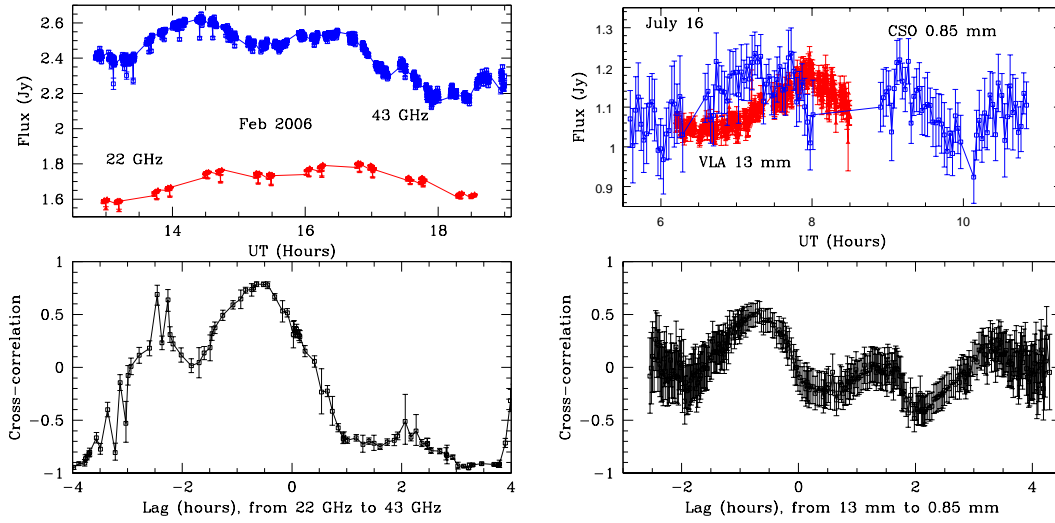 2.6
2.4
2.2
2
1.8
1.6
Flux (Jy)
Feb 2006
43 GHz
22 GHz
14
16
18
UT (Hours)
1.3
1.2
1.1
1
0.9
Flux (Jy)
July 16
CSO 0.85 mm
VLA 13 mm
6
8
10
UT (Hours)
1
0.5
0
−0.5
−1
Cross-correlation
−4
−2
0
2
4
Lag (hours), from 22 GHz to 43 GHz
1
0.5
0
−0.5
−1
Cross-correlation
−2
0
2
4
Lag (hours), from 13 mm to 0.85 mm